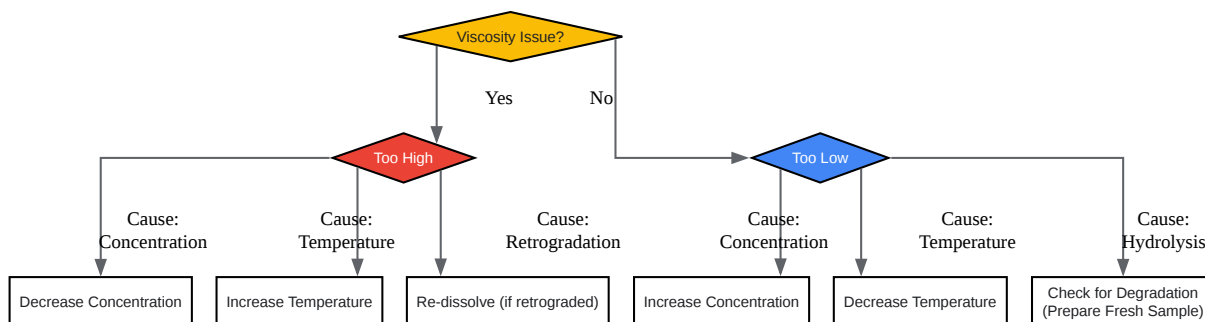 Viscosity Issue?
Yes
No
Too High
Too Low
Cause:
Concentration
Cause:
Temperature
Cause:
Retrogradation
Cause:
Concentration
Cause:
Temperature
Cause:
Hydrolysis
Decrease Concentration
Increase Temperature
Re-dissolve (if retrograded)
Increase Concentration
Decrease Temperature
Check for Degradation
(Prepare Fresh Sample)